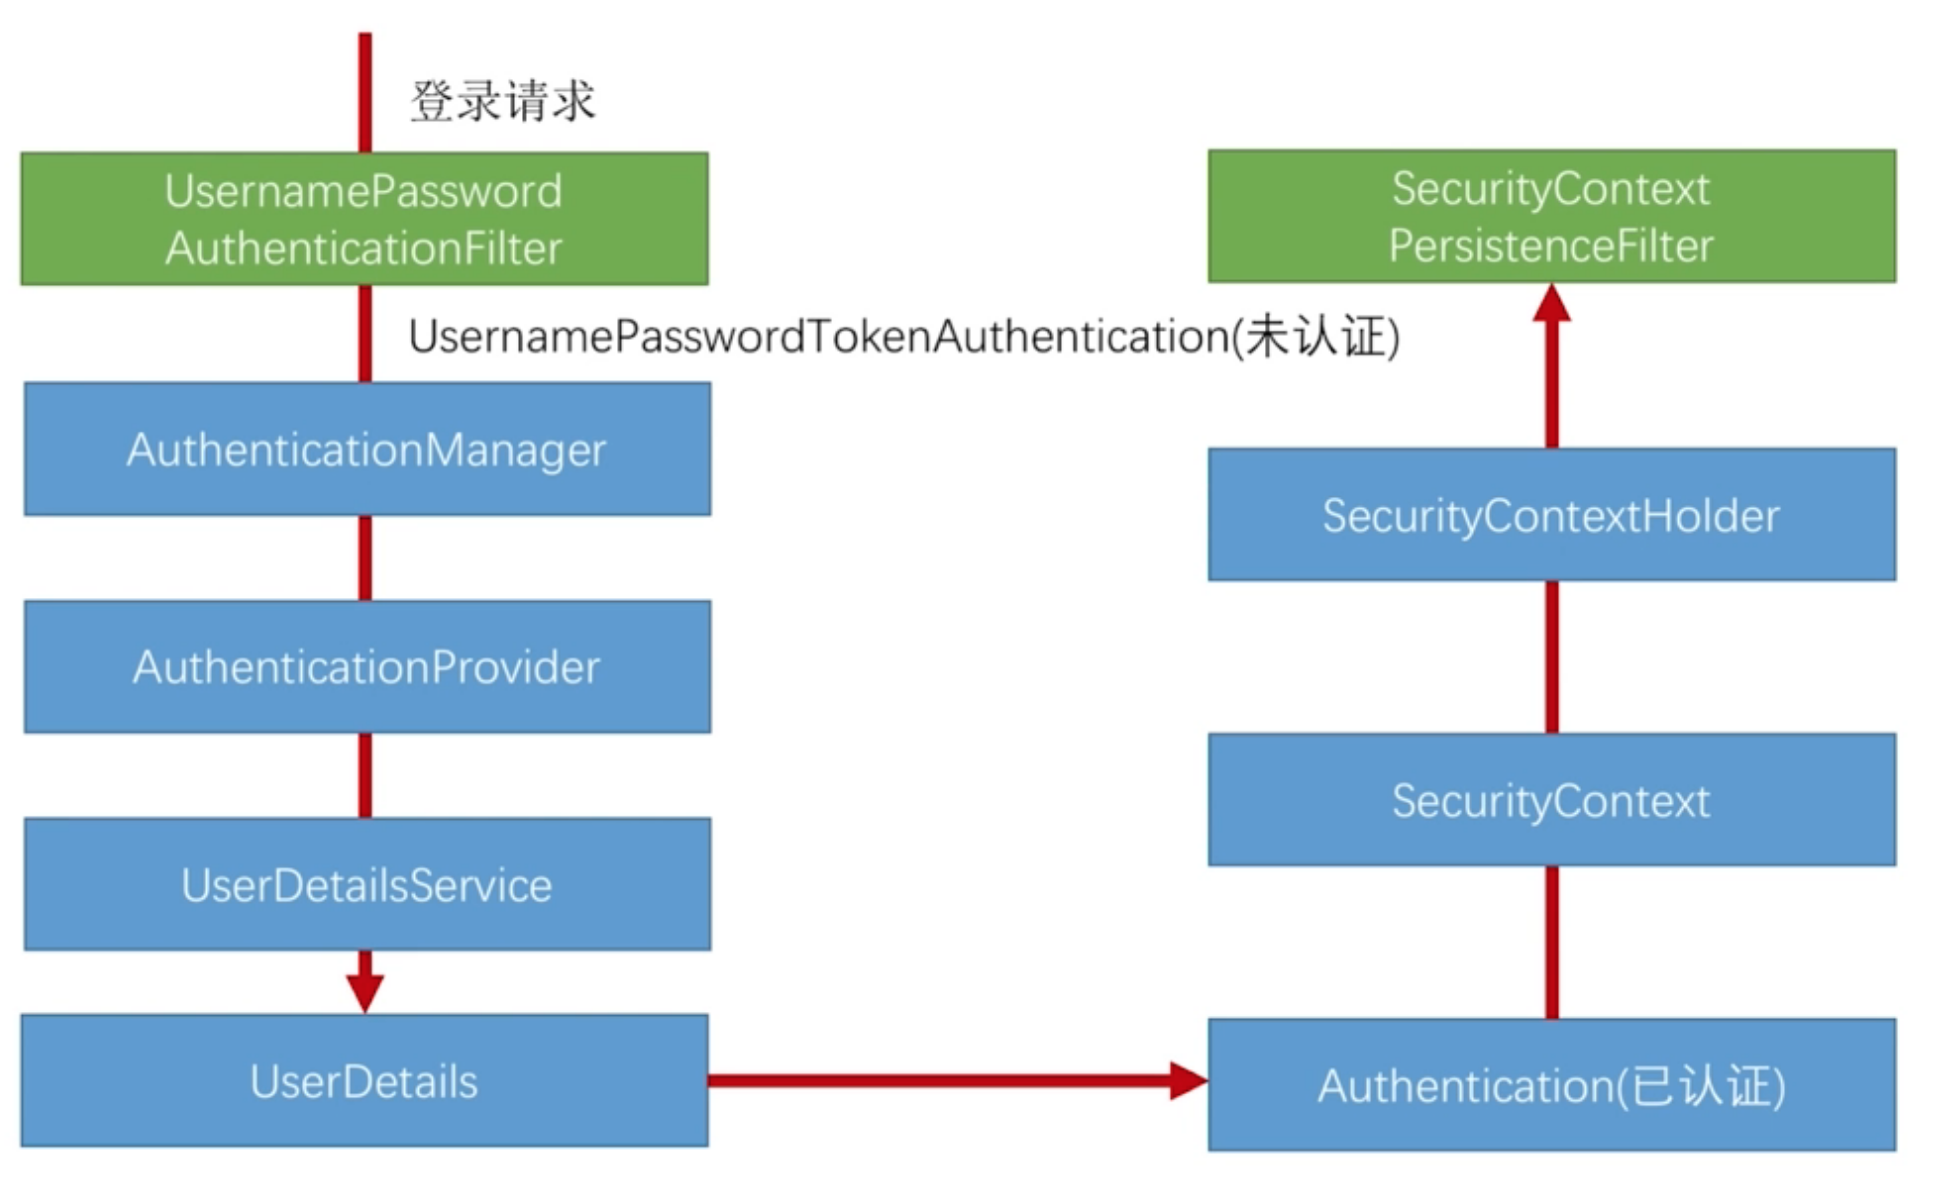 登录请求
UsernamePassword
AuthenticationFilter
UsernamePasswordTokenAuthentication(未认证)
AuthenticationManager
AuthenticationProvider
UserDetailsService
UserDetails
Authentication(已认证)
SecurityContext
SecurityContextHolder
SecurityContext
PersistenceFilter